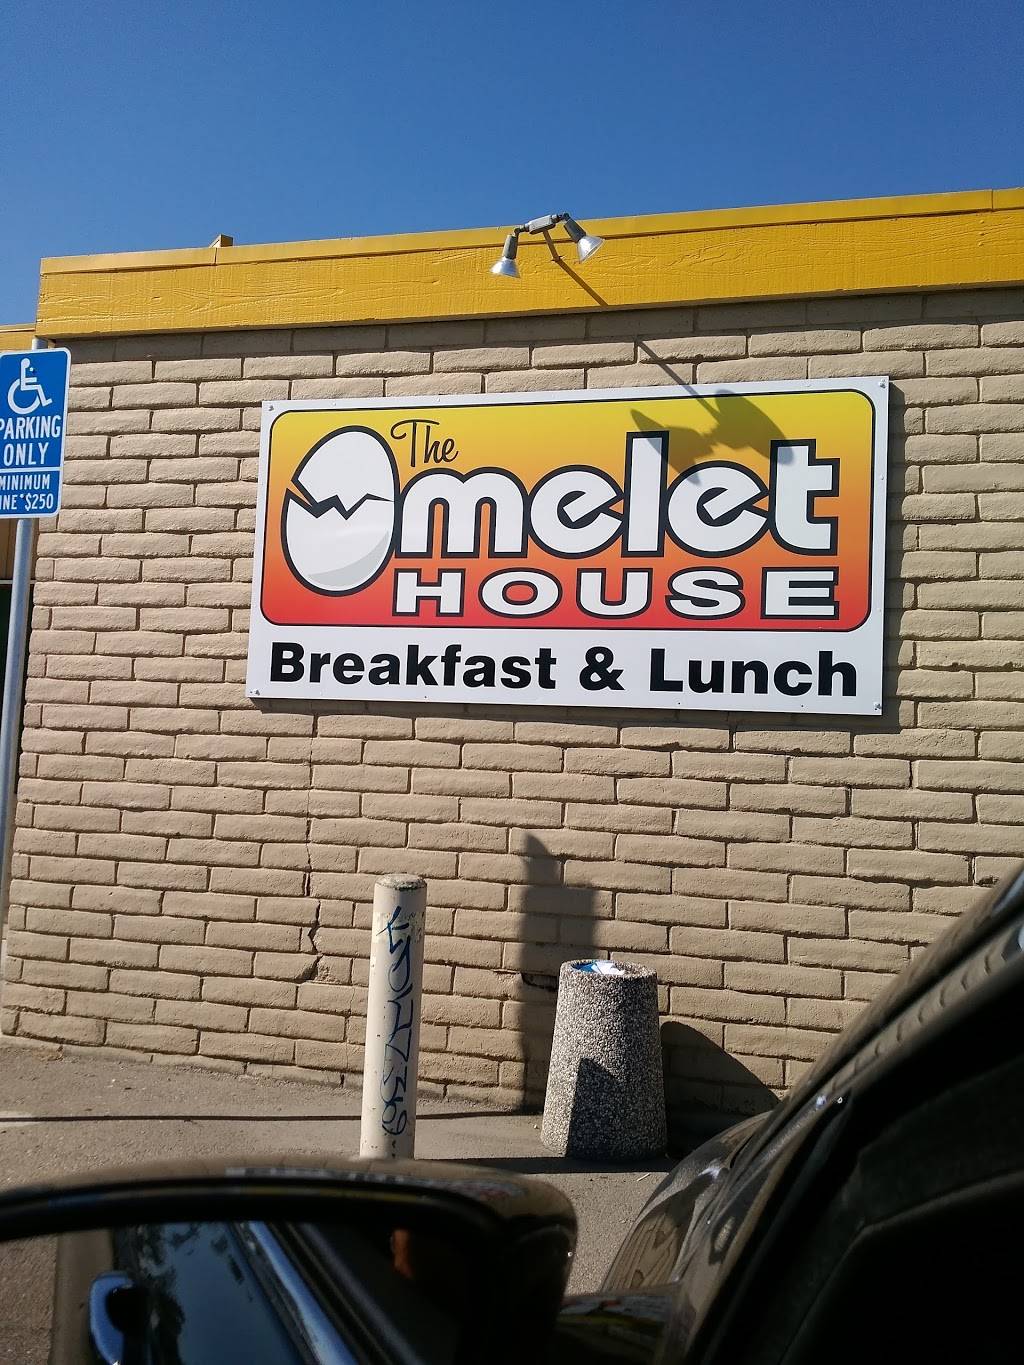 The
Omelet
HOUSE
Breakfast & Lunch
PARKING
ONLY
MINIMUM
FINE $250